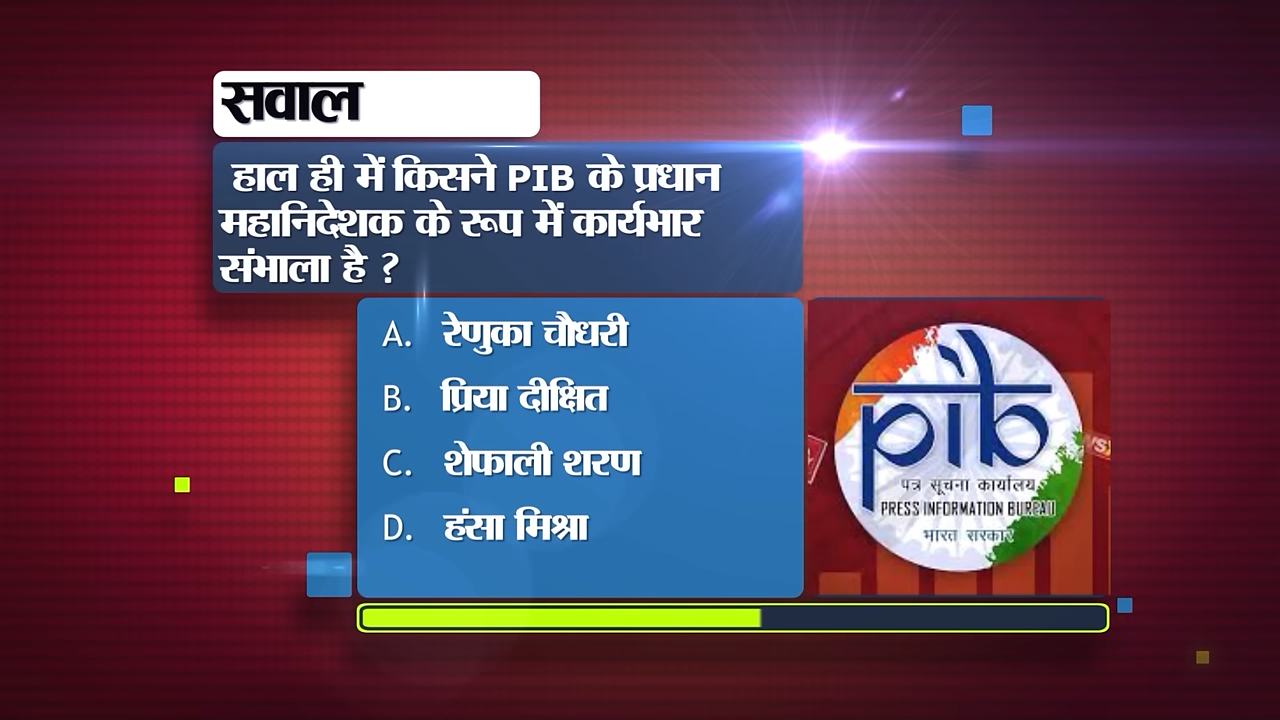 सवाल
हाल ही में किसने PIB के प्रधान
महानिदेशक के रूप में कार्यभार
संभाला है ?
A. रेणुका चौधरी
B. प्रिया दीक्षित
C. शेफाली शरण
D. हंसा मिश्रा
pib
पत्र सूचना कार्यालय
PRESS INFORMATION BUREAU
भारत सरकार